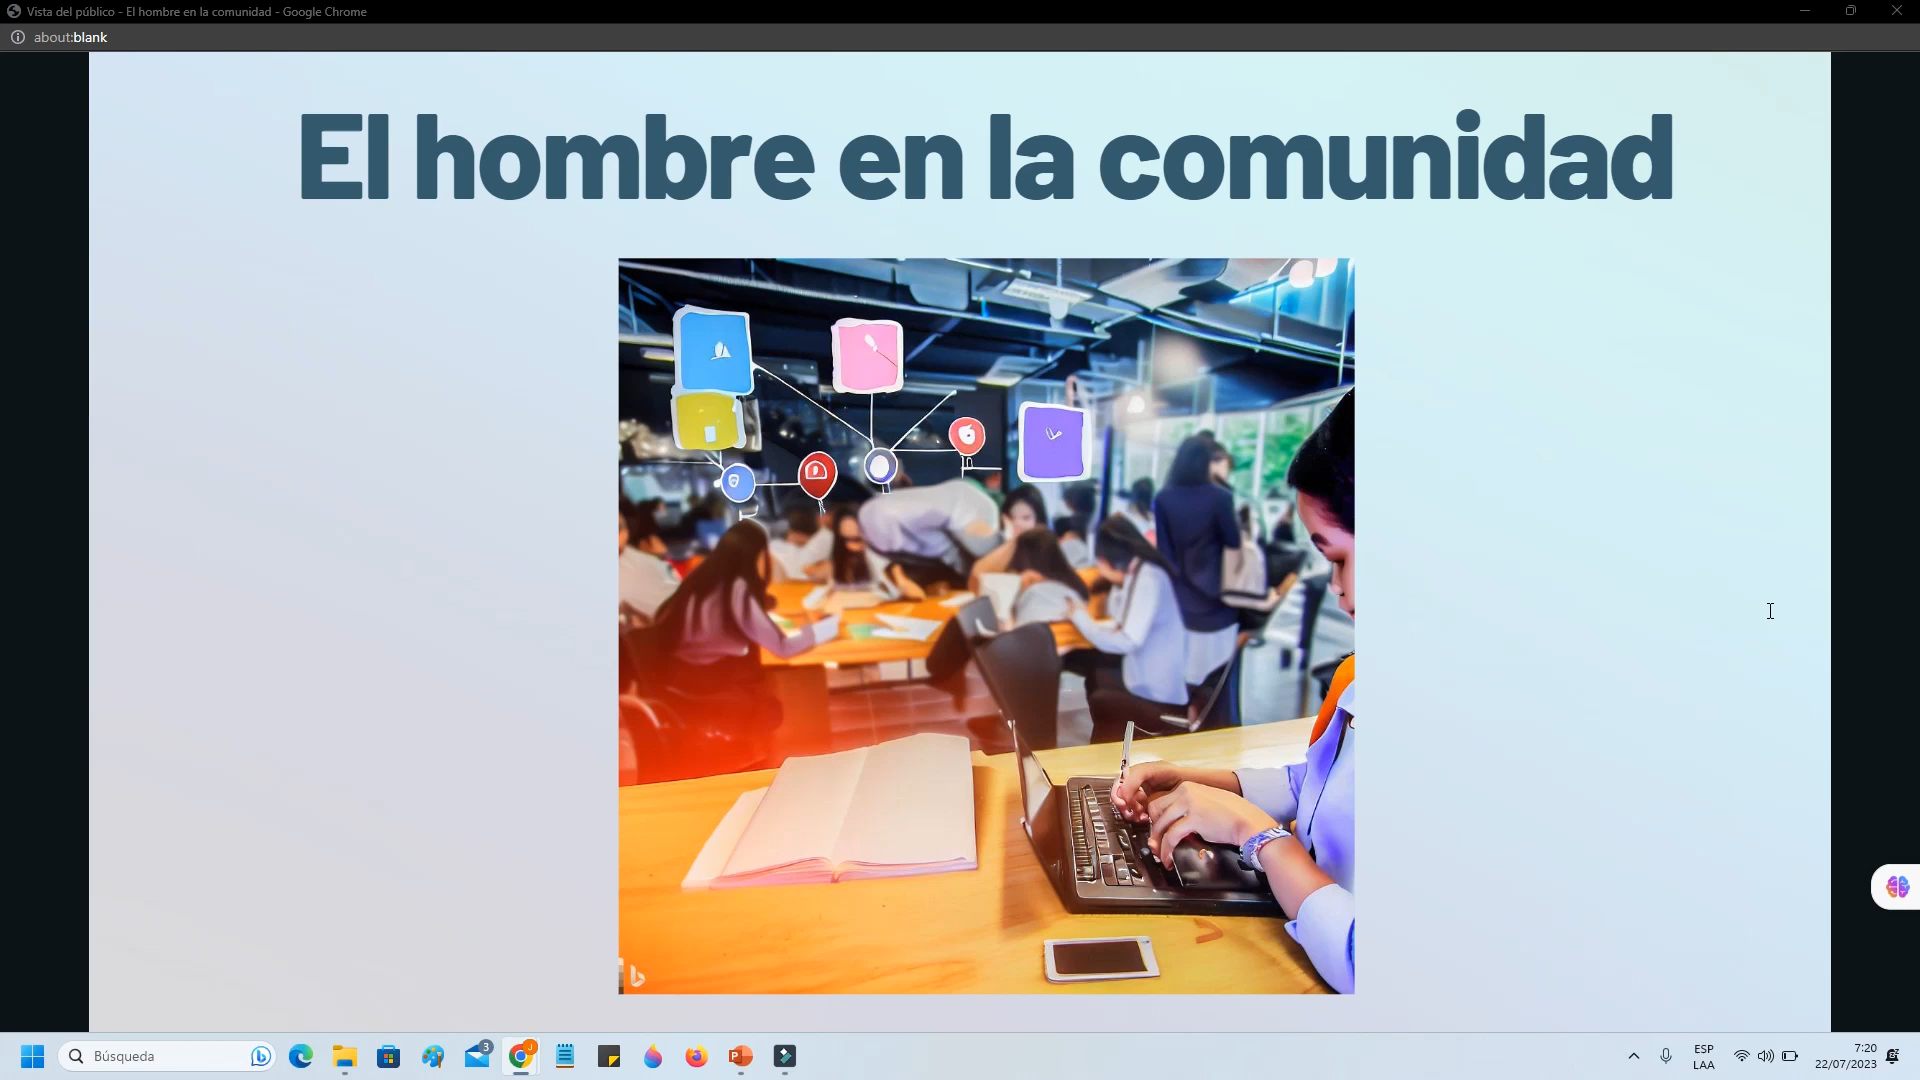 Vista del público - El hombre en la comunidad - Google Chrome
about:blank
El hombre en la comunidad
Búsqueda
3
J
P
ESP
LAA
7:20
22/07/2023